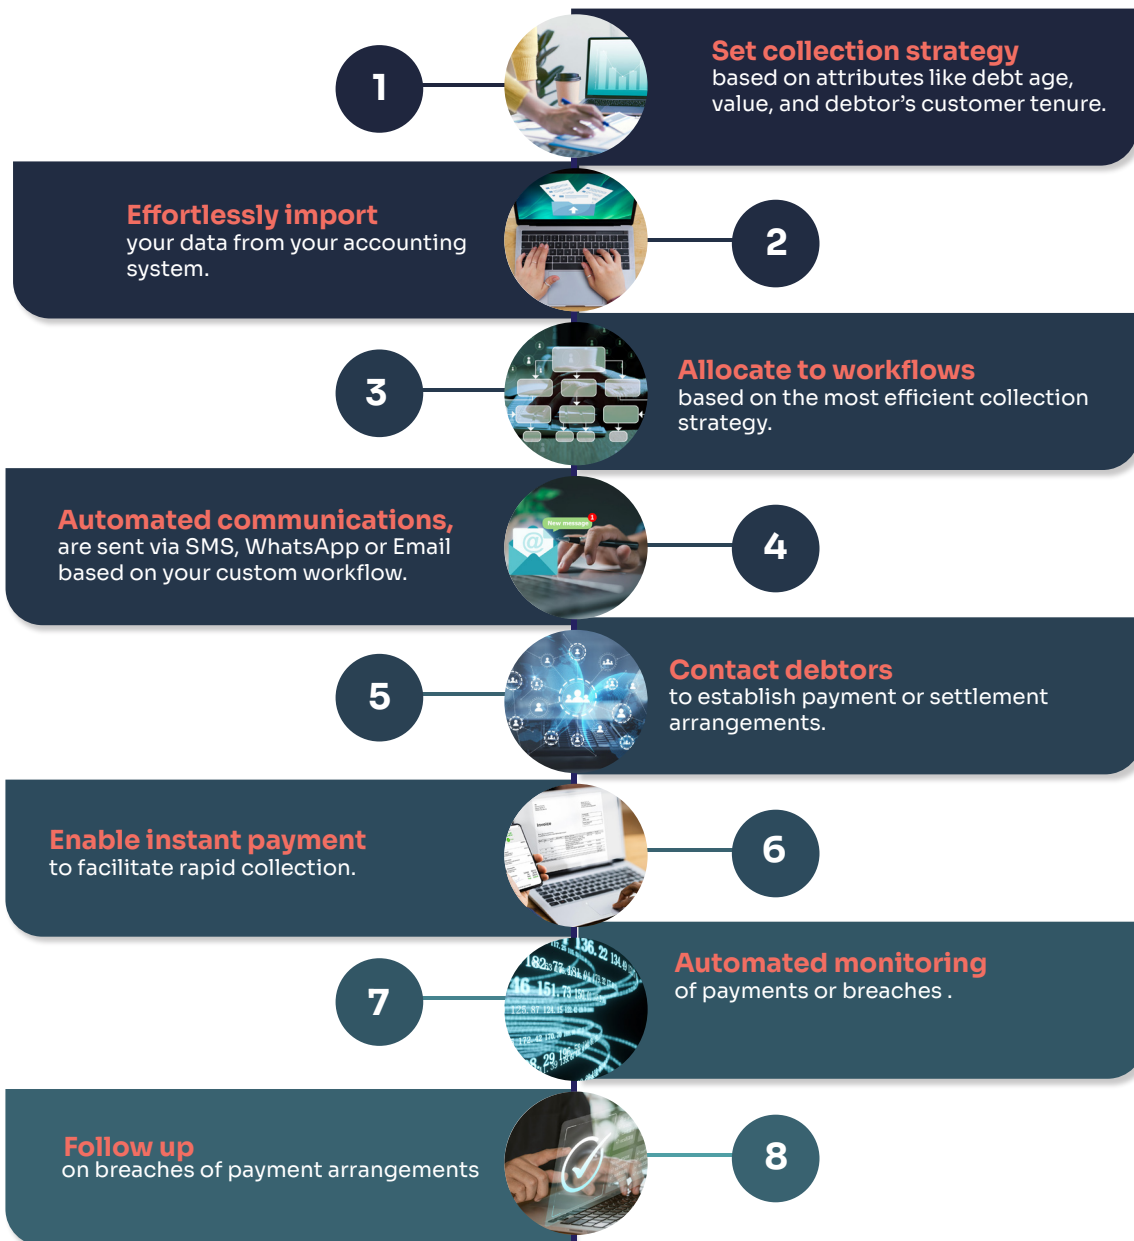 1
Set collection strategy
based on attributes like debt age,
value, and debtor’s customer tenure.
Effortlessly import
your data from your accounting
system.
2
3
Allocate to workflows
based on the most efficient collection
strategy.
Automated communications,
are sent via SMS, WhatsApp or Email
based on your custom workflow.
New message
1
@
4
5
Contact debtors
to establish payment or settlement
arrangements.
Enable instant payment
to facilitate rapid collection.
Invoice
6
7
Automated monitoring
of payments or breaches .
Follow up
on breaches of payment arrangements
8